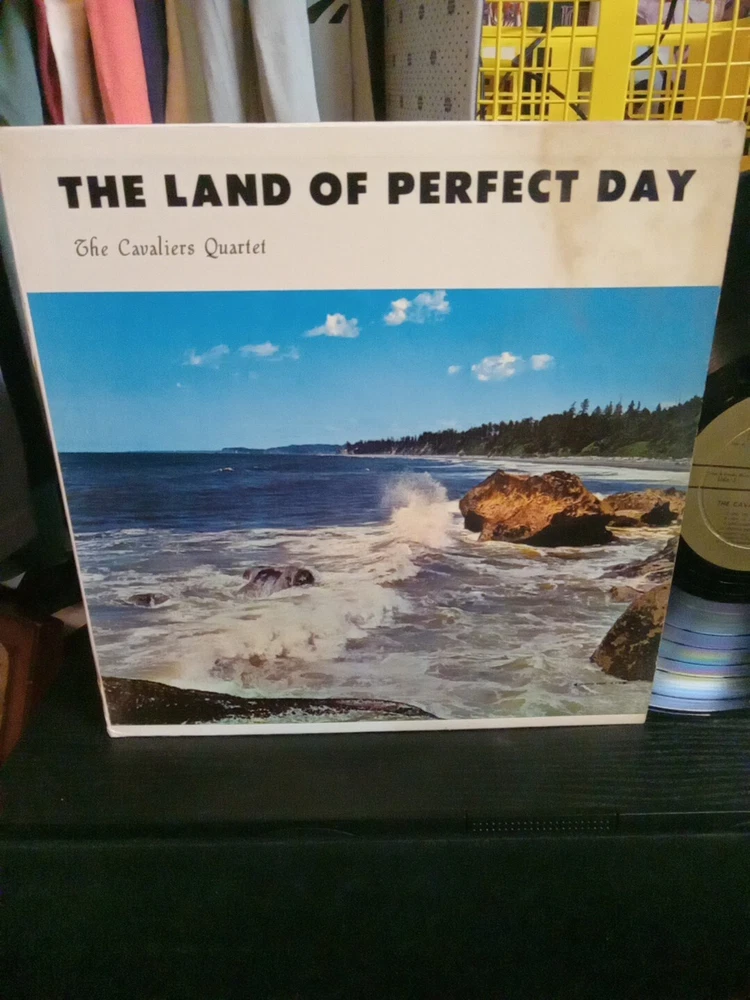 THE LAND OF PERFECT DAY
The Cavaliers Quartet